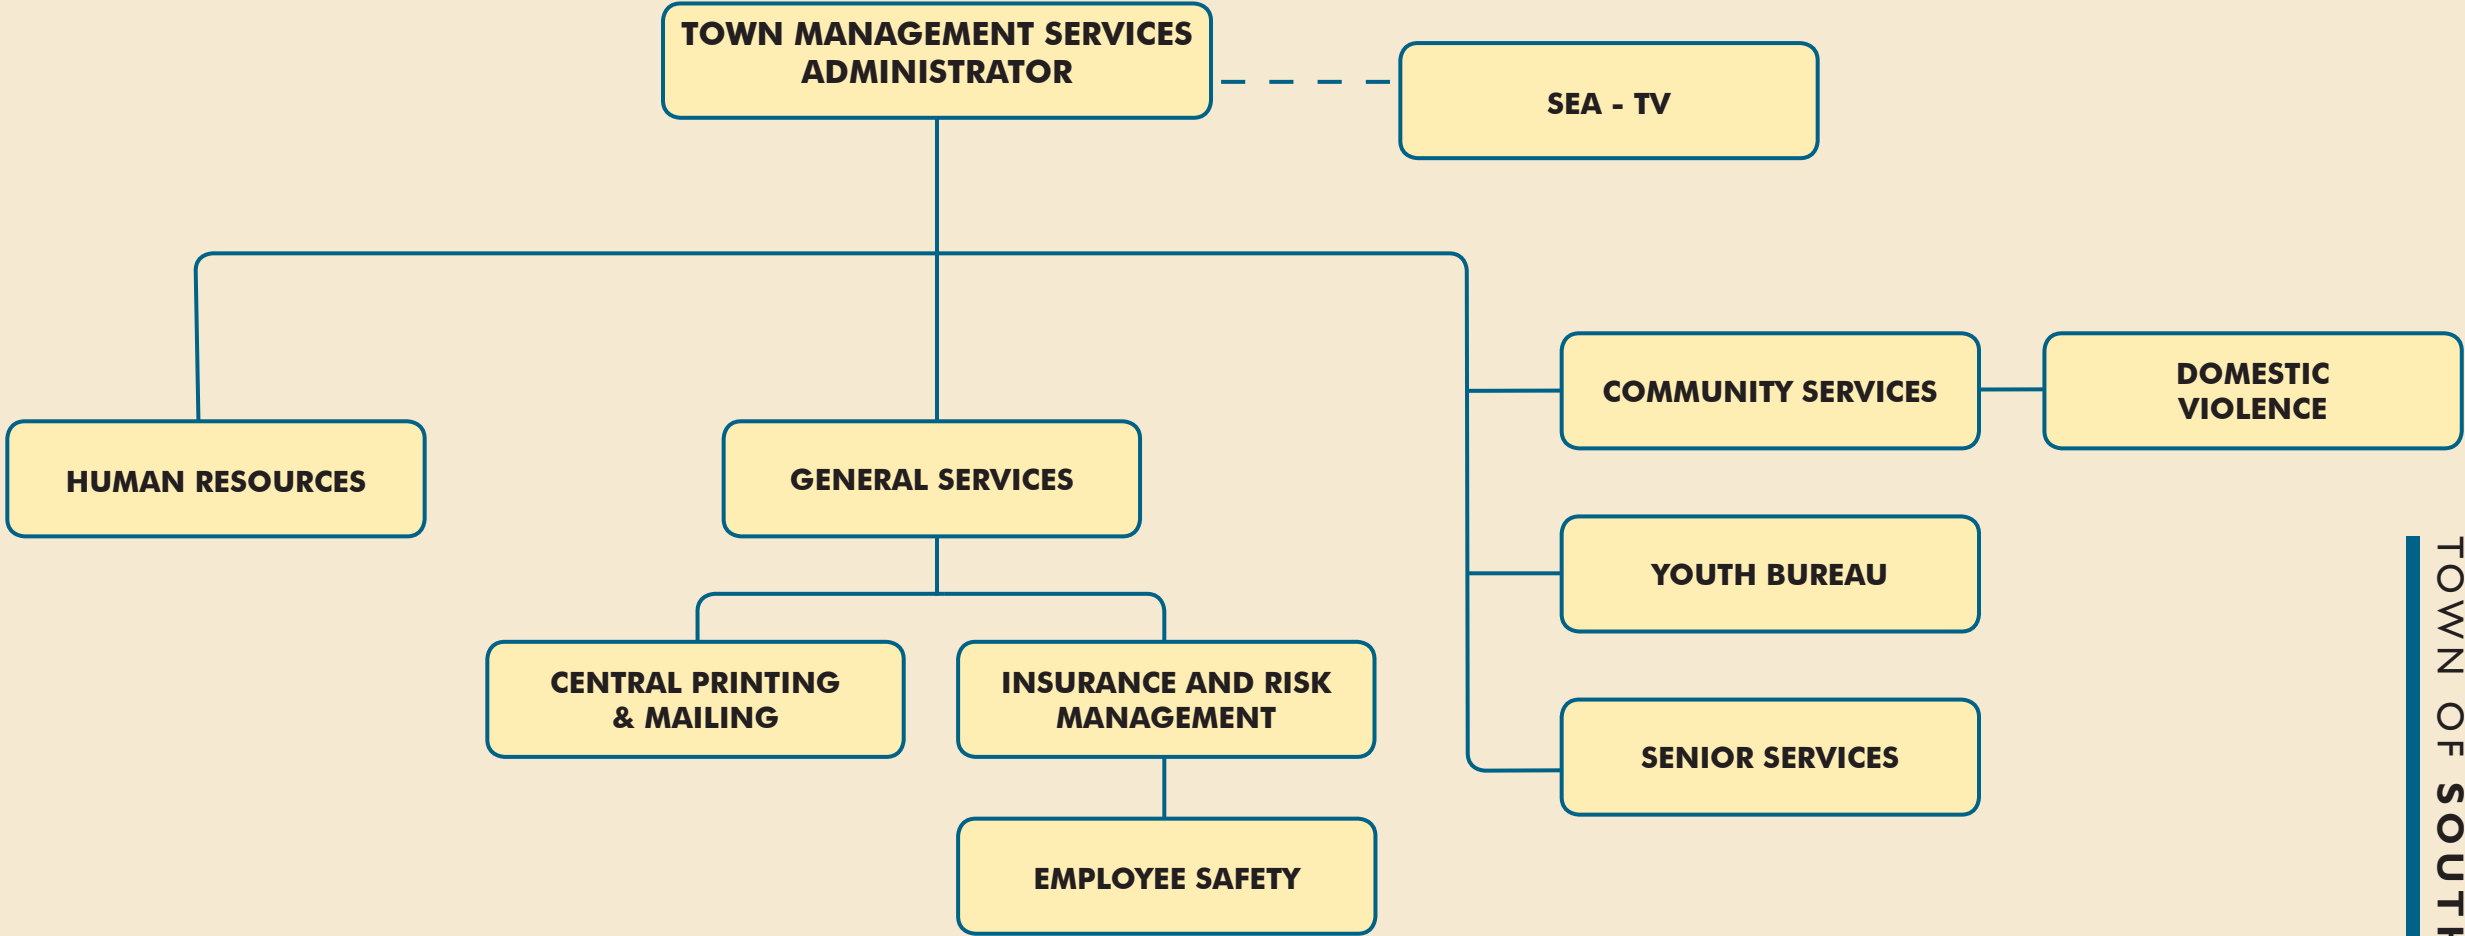 TOWN MANAGEMENT SERVICES
ADMINISTRATOR
SEA - TV
HUMAN RESOURCES
GENERAL SERVICES
COMMUNITY SERVICES
DOMESTIC
VIOLENCE
YOUTH BUREAU
CENTRAL PRINTING
& MAILING
INSURANCE AND RISK
MANAGEMENT
SENIOR SERVICES
EMPLOYEE SAFETY
TOWN OF SOUTH